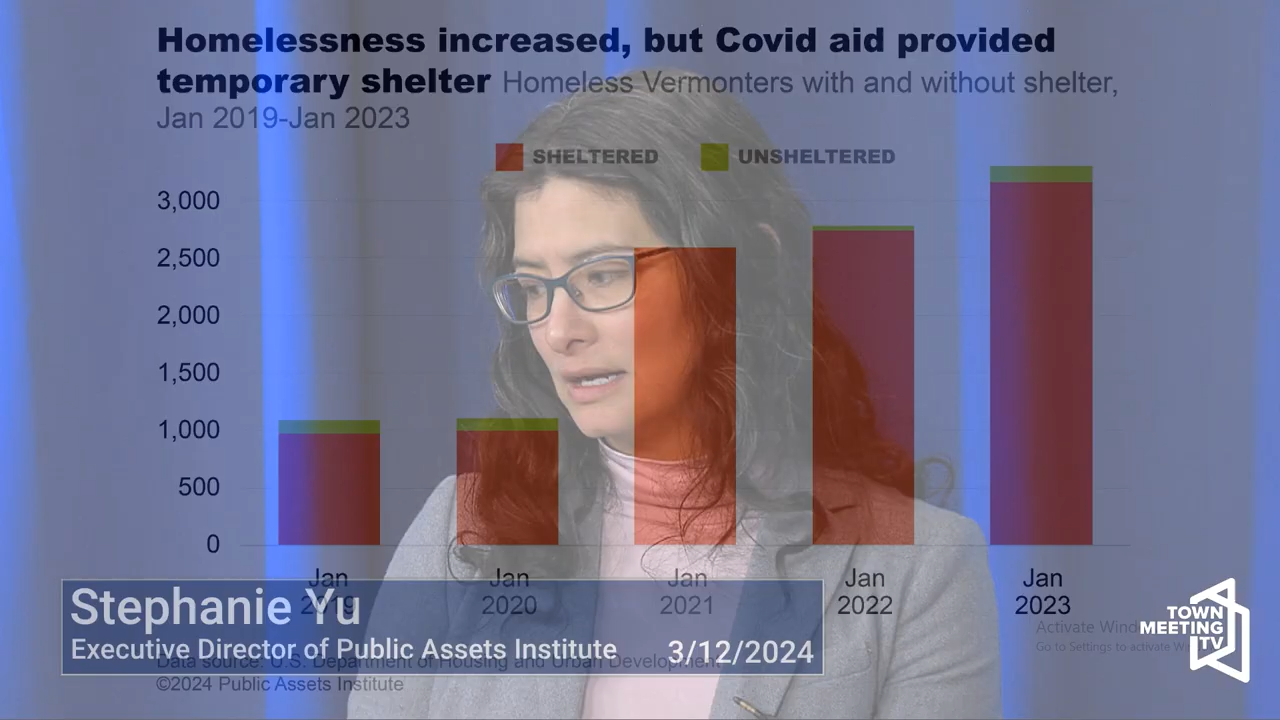 Homelessness increased, but Covid aid provided
temporary shelter Homeless Vermonters with and without shelter,
Jan 2019-Jan 2023
SHELTERED UNSHELTERED
3,000
2,500
2,000
1,500
1,000
500
0
Jan 2019
Jan 2020
Jan 2021
Jan 2022
Jan 2023
Stephanie Yu
Executive Director of Public Assets Institute 3/12/2024
Data source: U.S. Department of Housing and Urban Development
©2024 Public Assets Institute
TOWN
MEETING
TV
Activate Wind
Go to Settings to activate